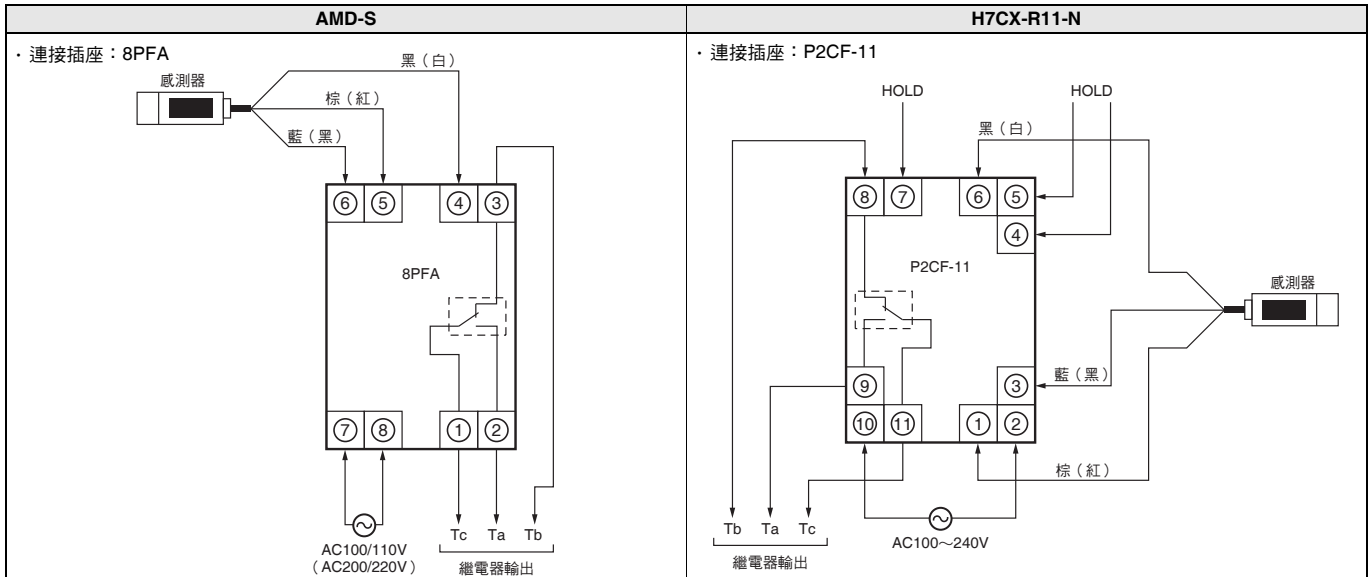 AMD-S
H7CX-R11-N
・連接插座：8PFA
感測器
黑（白）
棕（紅）
藍（黑）
⑥ ⑤ ④ ③
8PFA
⑦ ⑧ ① ②
AC100/110V
（AC200/220V）
Tc Ta Tb
繼電器輸出
・連接插座：P2CF-11
HOLD HOLD
黑（白）
⑧ ⑦ ⑥ ⑤
④
P2CF-11
感測器
⑨ ③
藍（黑）
⑩ ⑪ ① ②
棕（紅）
Tb Ta Tc
AC100～240V
繼電器輸出